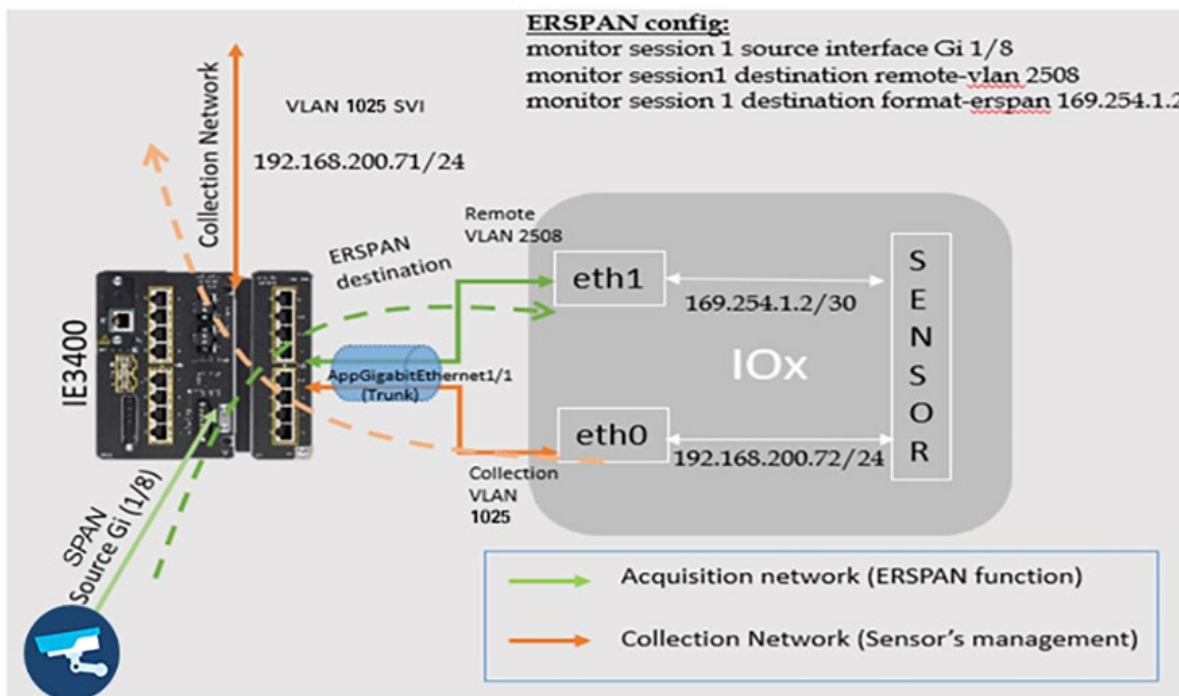 ERSPAN config:
monitor session 1 source interface Gi 1/8
monitor session1 destination remote-vlan 2508
monitor session 1 destination format-erspan 169.254.1.2
Collection Network
VLAN 1025 SVI
192.168.200.71/24
Remote
VLAN 2508
ERSPAN
destination
eth1
169.254.1.2/30
SENSOR
IE3400
AppGigabitEthernet1/1
(Trunk)
IOx
eth0
192.168.200.72/24
Collection
VLAN
1025
SPAN
Source Gi (1/8)
Acquisition network (ERSPAN function)
Collection Network (Sensor's management)